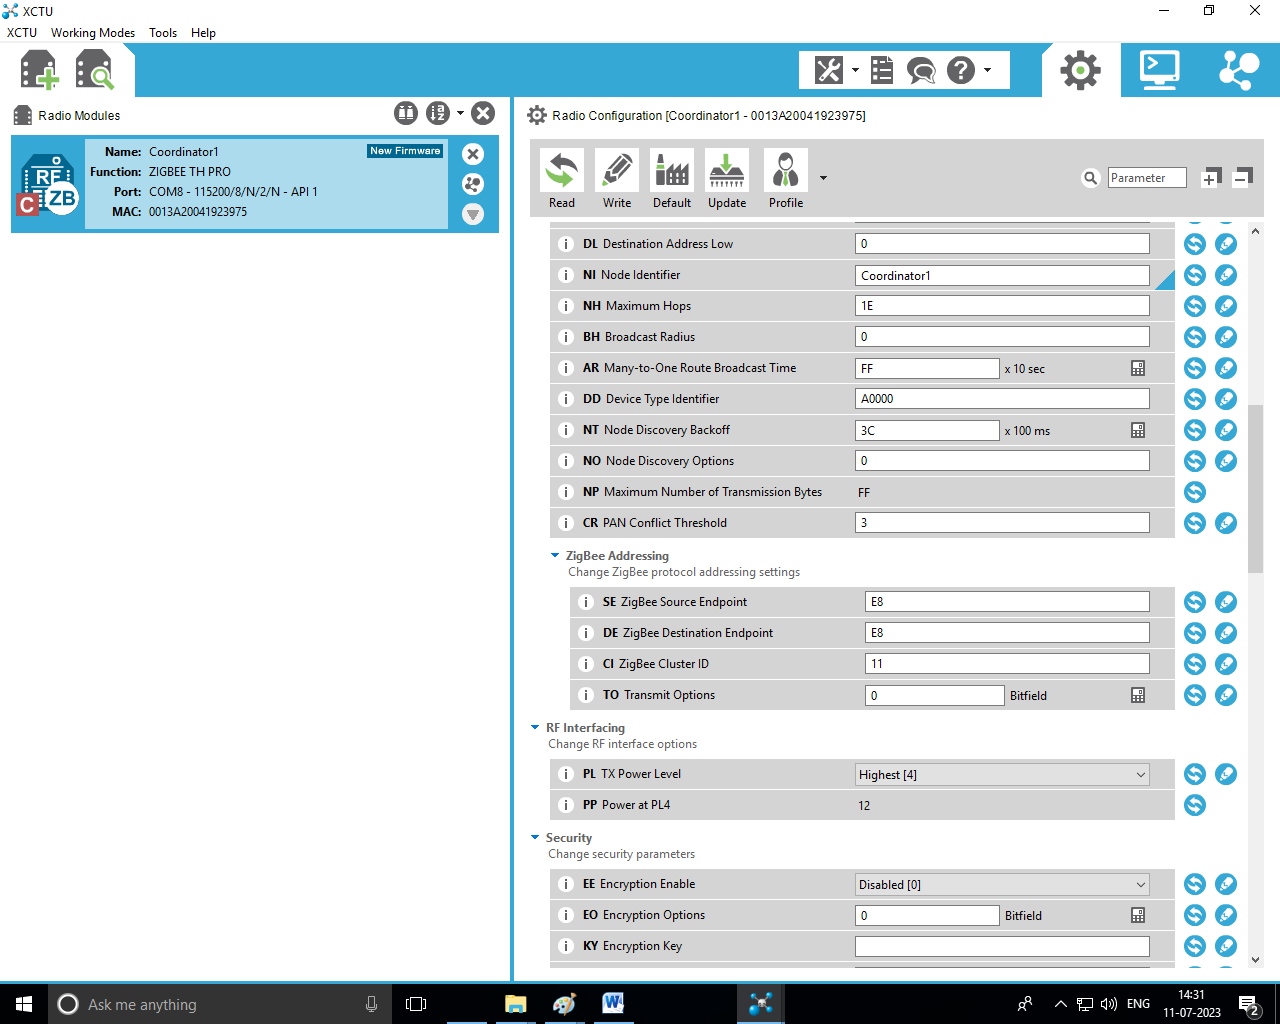 XCTU
XCTU Working Modes Tools Help
Radio Modules
Radio Configuration [Coordinator1 - 0013A20041923975]
Name: Coordinator1
New Firmware
Function: ZIGBEE TH PRO
Port: COM8 - 115200/8/N/2/N - API 1
MAC: 0013A20041923975
RF
C
ZB
Read Write Default Update Profile
Parameter
DL Destination Address Low 0
NI Node Identifier Coordinator1
NH Maximum Hops 1E
BH Broadcast Radius 0
AR Many-to-One Route Broadcast Time FF x 10 sec
DD Device Type Identifier A0000
NT Node Discovery Backoff 3C x 100 ms
NO Node Discovery Options 0
NP Maximum Number of Transmission Bytes FF
CR PAN Conflict Threshold 3
ZigBee Addressing
Change ZigBee protocol addressing settings
SE ZigBee Source Endpoint E8
DE ZigBee Destination Endpoint E8
CI ZigBee Cluster ID 11
TO Transmit Options 0 Bitfield
RF Interfacing
Change RF interface options
PL TX Power Level Highest [4]
PP Power at PL4 12
Security
Change security parameters
EE Encryption Enable Disabled [0]
EO Encryption Options 0 Bitfield
KY Encryption Key
Ask me anything
ENG
14:31
11-07-2023
2